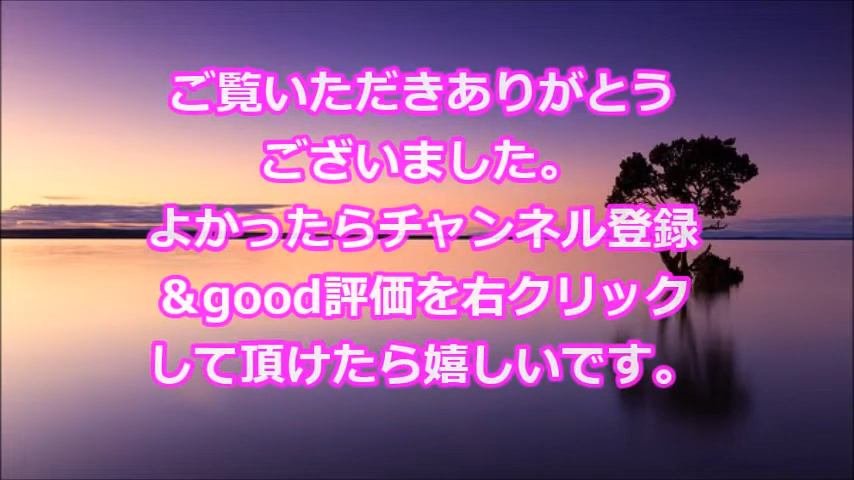 ご覧いただきありがとう
ございました。
よかったらチャンネル登録
＆good評価を右クリック
して頂けたら嬉しいです。